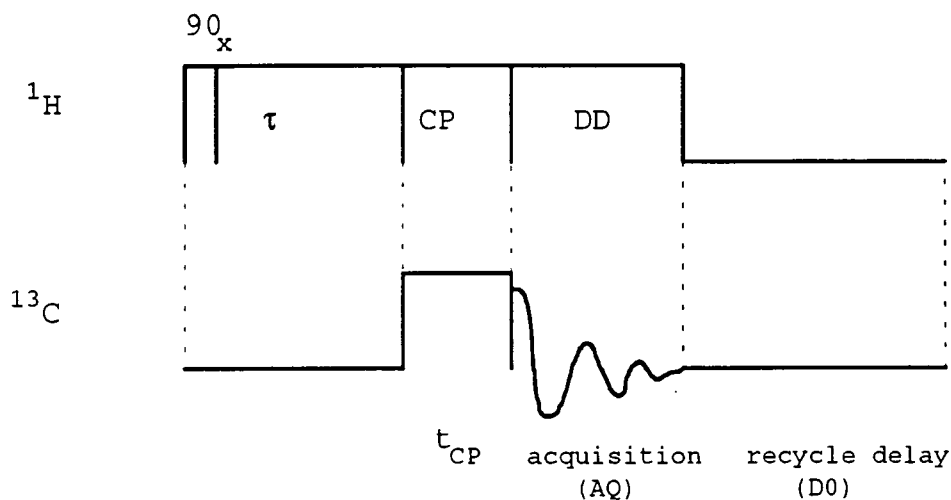 90x
1H
τ CP DD
13C
tCP acquisition recycle delay
(AQ) (D0)